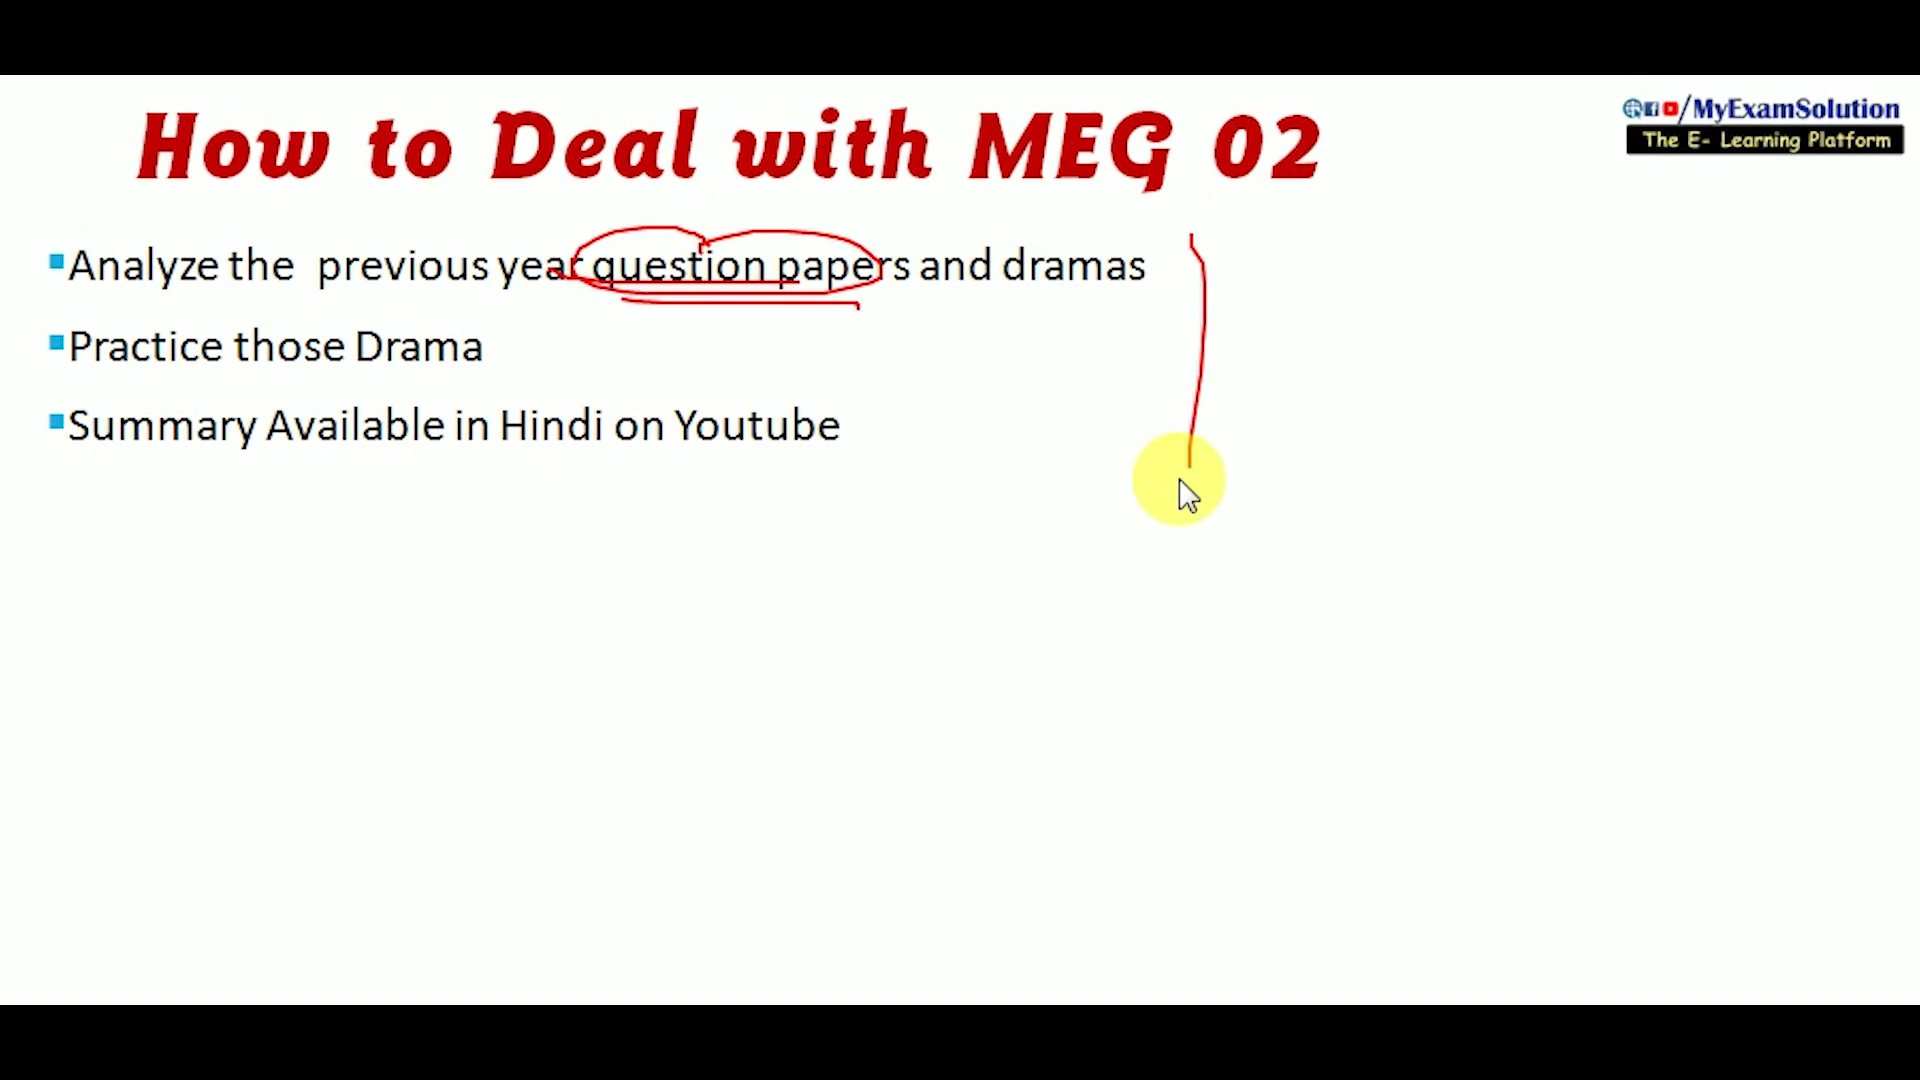 How to Deal with MEG 02
/MyExamSolution
The E- Learning Platform
Analyze the previous year question papers and dramas
Practice those Drama
Summary Available in Hindi on Youtube